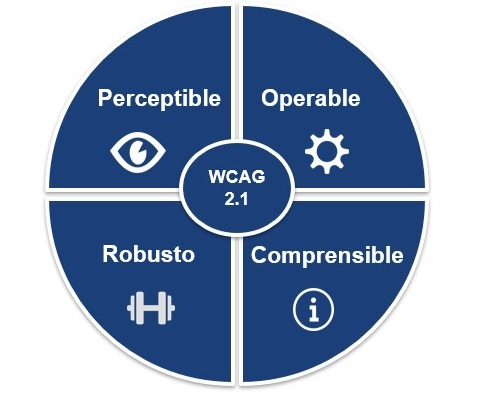 Perceptible
Operable
WCAG
2.1
Robusto
Comprensible